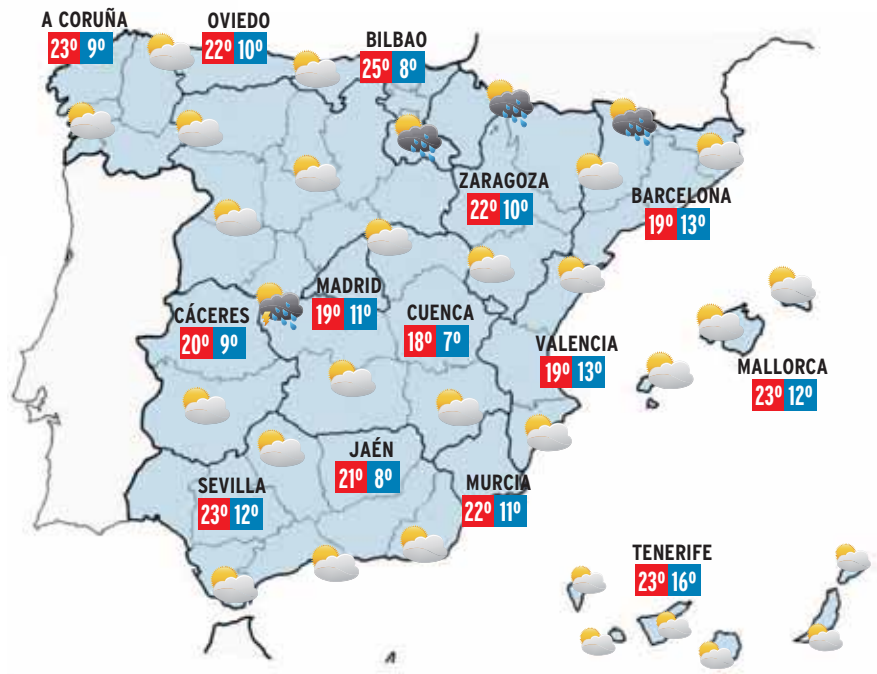 A CORUÑA
23º 9º
OVIEDO
22º 10º
BILBAO
25º 8º
ZARAGOZA
22º 10º
BARCELONA
19º 13º
MADRID
19º 11º
CÁCERES
20º 9º
CUENCA
18º 7º
VALENCIA
19º 13º
MALLORCA
23º 12º
JAÉN
21º 8º
SEVILLA
23º 12º
MURCIA
22º 11º
TENERIFE
23º 16º